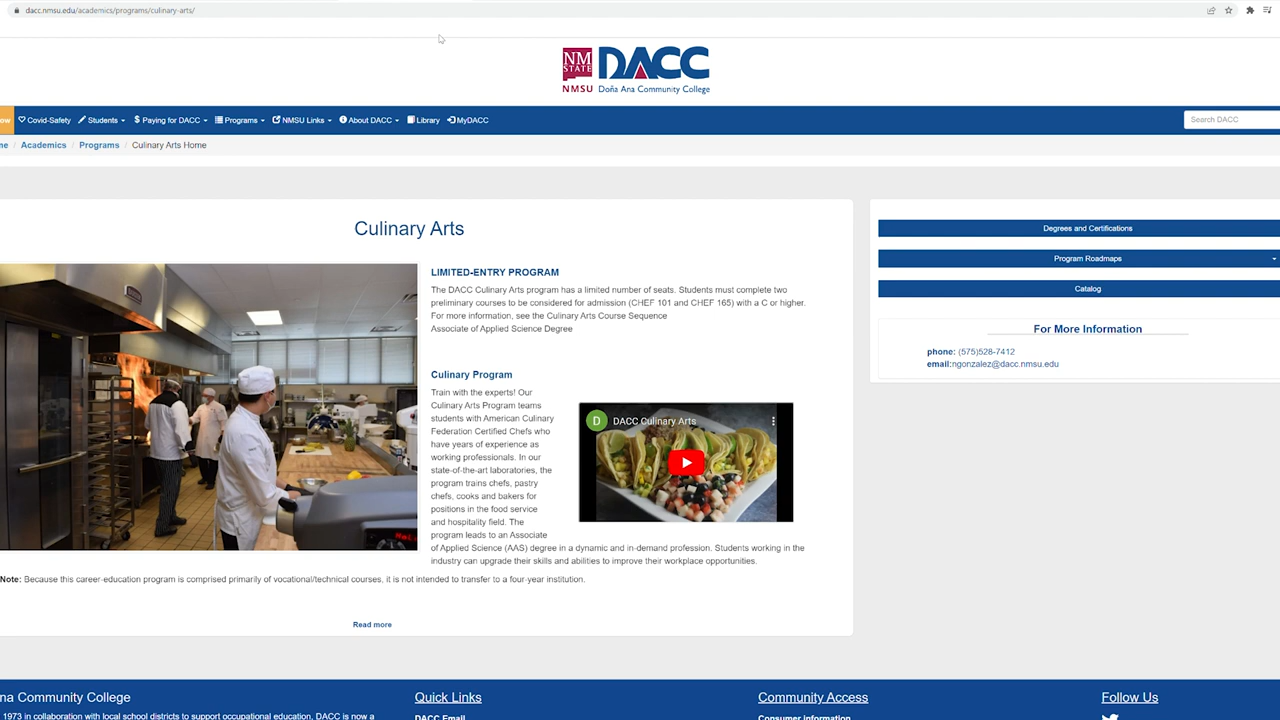 dacc.nmsu.edu/academics/programs/culinary-arts/
NM
STATE
DACC
NMSU Doña Ana Community College
Covid-Safety Students Paying for DACC Programs NMSU Links About DACC Library MyDACC
Search DACC
Academics / Programs / Culinary Arts Home
Culinary Arts
LIMITED-ENTRY PROGRAM
The DACC Culinary Arts program has a limited number of seats. Students must complete two
preliminary courses to be considered for admission (CHEF 101 and CHEF 165) with a C or higher.
For more information, see the Culinary Arts Course Sequence
Associate of Applied Science Degree
Culinary Program
Train with the experts! Our
Culinary Arts Program teams
students with American Culinary
Federation Certified Chefs who
have years of experience as
working professionals. In our
state-of-the-art laboratories, the
program trains chefs, pastry
chefs, cooks and bakers for
positions in the food service
and hospitality field. The
program leads to an Associate
of Applied Science (AAS) degree in a dynamic and in-demand profession. Students working in the
industry can upgrade their skills and abilities to improve their workplace opportunities.
D DACC Culinary Arts
Note: Because this career-education program is comprised primarily of vocational/technical courses, it is not intended to transfer to a four-year institution.
Read more
Degrees and Certifications
Program Roadmaps
Catalog
For More Information
phone: (575)528-7412
email:ngonzalez@dacc.nmsu.edu
na Community College
1973 in collaboration with local school districts to support occupational education, DACC is now a
Quick Links
DACC Email
Community Access
Consumer information
Follow Us